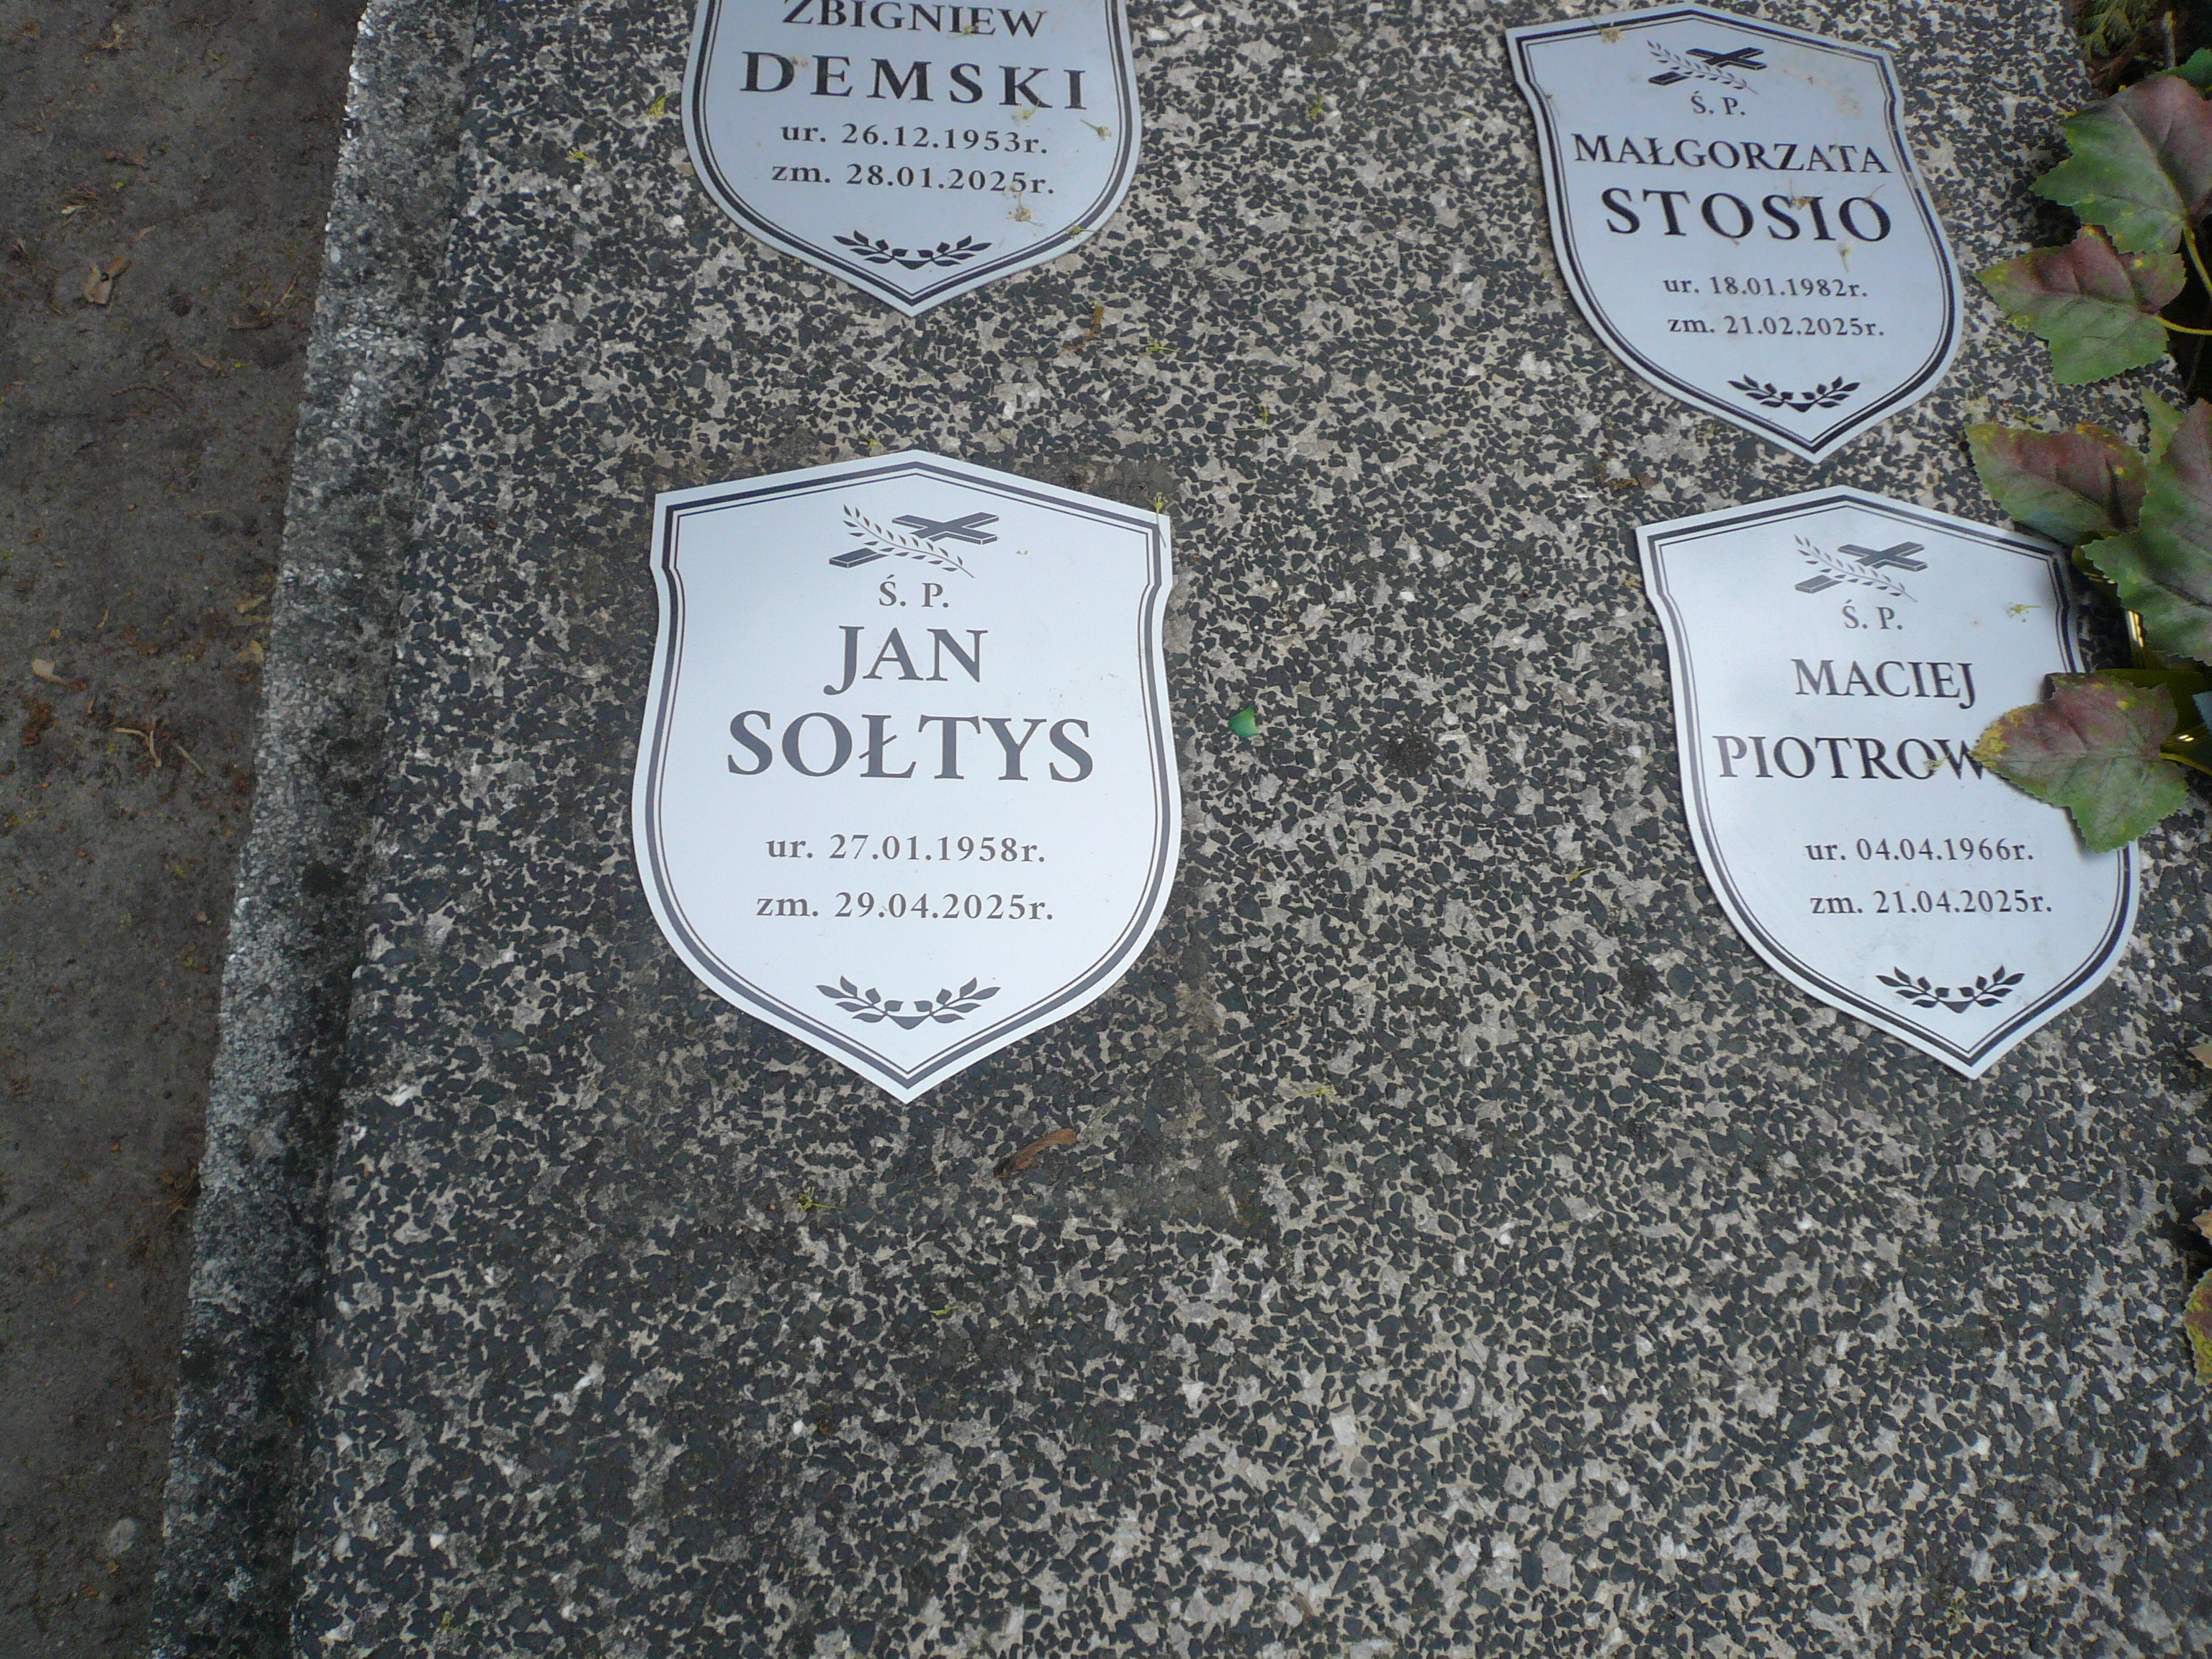 ZBIGNIEW
DEMSKI
ur. 26.12.1953r.
zm. 28.01.2025r.
Ś. P.
MAŁGORZATA
STOSIO
ur. 18.01.1982r.
zm. 21.02.2025r.
Ś. P.
JAN
SOŁTYS
ur. 27.01.1958r.
zm. 29.04.2025r.
Ś. P.
MACIEJ
ur. 04.04.1966r.
zm. 21.04.2025r.